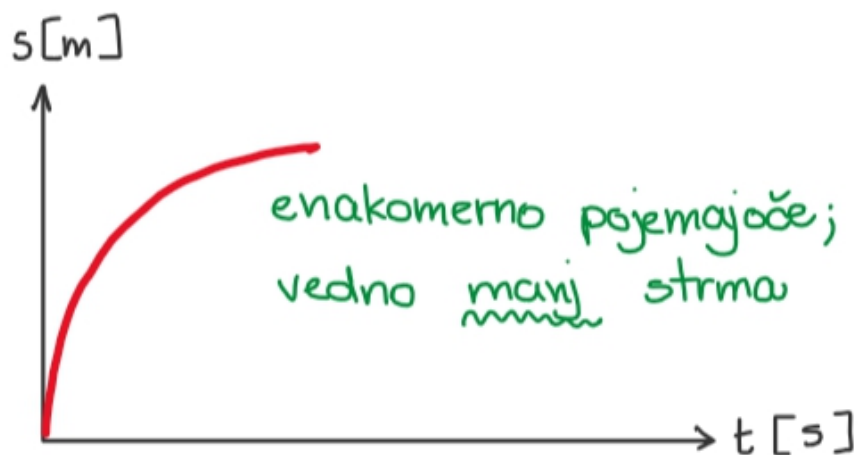 s[m]
enakomerno pojemajoče;
vedno manj strma
t[s]